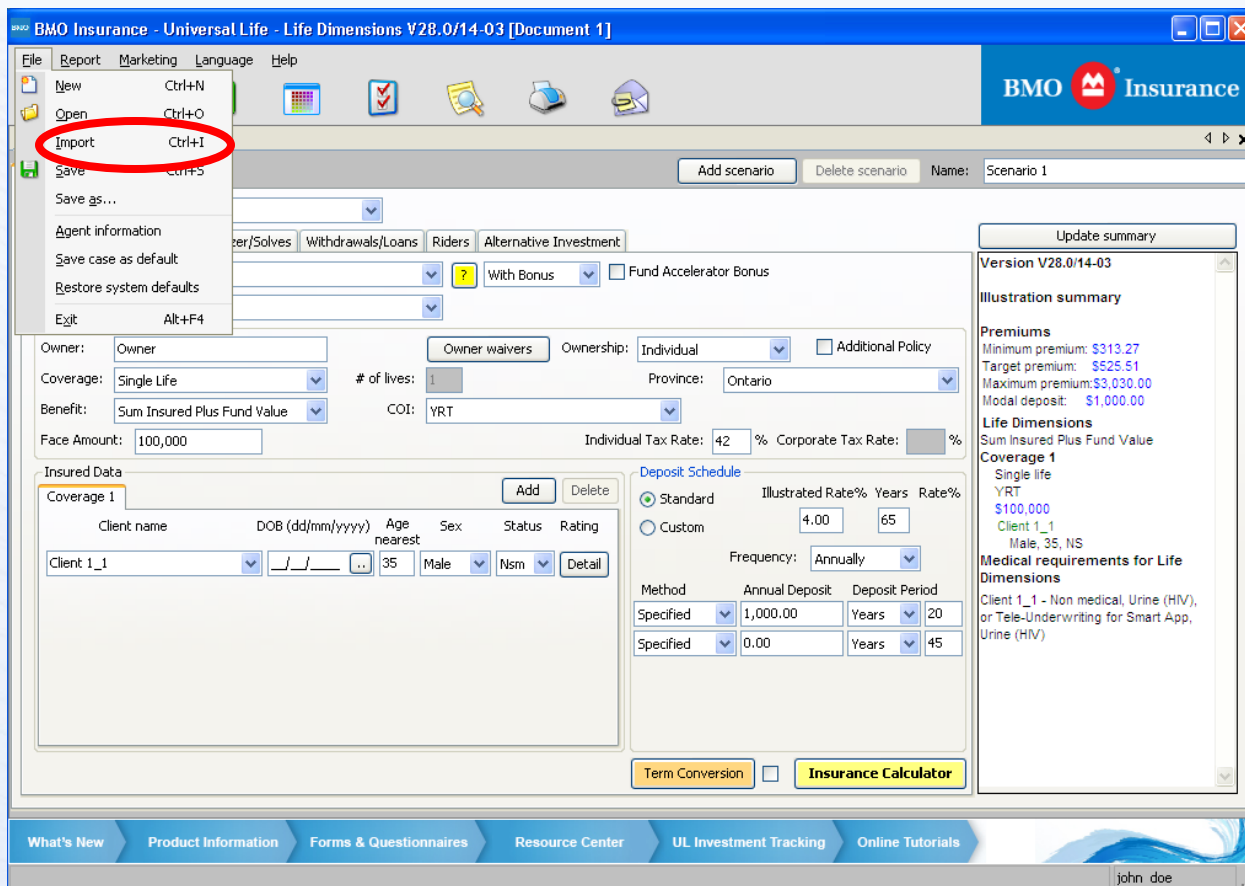 BMO Insurance - Universal Life - Life Dimensions V28.0/14-03 [Document 1]
File Report Marketing Language Help
BMO Insurance
New Ctrl+N
Open Ctrl+O
Import Ctrl+I
Save Ctrl+S
Save as...
Agent information
Save case as default
Restore system defaults
Exit Alt+F4
Add scenario Delete scenario Name: Scenario 1
zer/Solves Withdrawals/Loans Riders Alternative Investment
? With Bonus Fund Accelerator Bonus
Owner: Owner Owner waivers Ownership: Individual Additional Policy
Coverage: Single Life # of lives: 1 Province: Ontario
Benefit: Sum Insured Plus Fund Value COI: YRT
Face Amount: 100,000 Individual Tax Rate: 42 % Corporate Tax Rate: %
Insured Data
Coverage 1 Add Delete
Client name DOB (dd/mm/yyyy) Age nearest Sex Status Rating
Client 1_1 __/__/____ .. 35 Male Nsm Detail
Deposit Schedule
Standard Illustrated Rate% Years Rate%
Custom 4.00 65
Frequency: Annually
Method Annual Deposit Deposit Period
Specified 1,000.00 Years 20
Specified 0.00 Years 45
Term Conversion Insurance Calculator
Update summary
Version V28.0/14-03
Illustration summary
Premiums
Minimum premium: $313.27
Target premium: $525.51
Maximum premium:$3,030.00
Modal deposit: $1,000.00
Life Dimensions
Sum Insured Plus Fund Value
Coverage 1
Single life
YRT
$100,000
Client 1_1
Male, 35, NS
Medical requirements for Life
Dimensions
Client 1_1 - Non medical, Urine (HIV),
or Tele-Underwriting for Smart App,
Urine (HIV)
What's New Product Information Forms & Questionnaires Resource Center UL Investment Tracking Online Tutorials
john doe